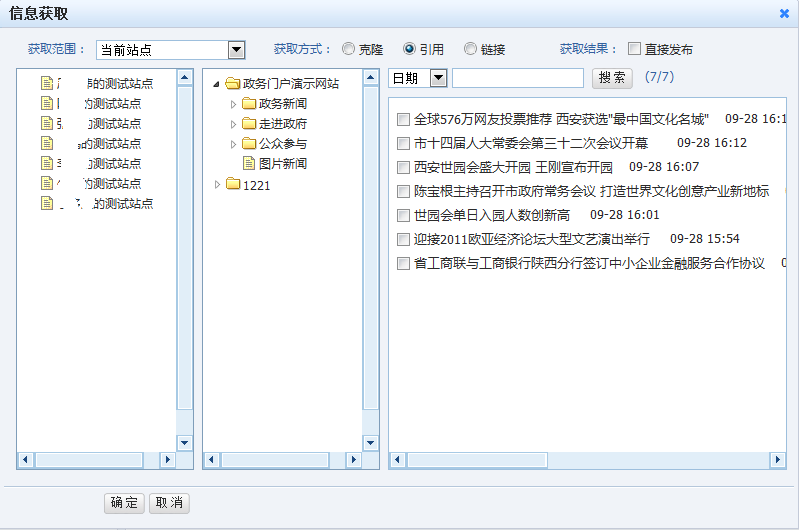 信息获取
获取范围： 当前站点 获取方式： 克隆 引用 链接 获取结果： 直接发布
的测试站点
的测试站点
的测试站点
的测试站点
的测试站点
的测试站点
的测试站点
政务门户演示网站
政务新闻
走进政府
公众参与
图片新闻
1221
日期 搜索 (7/7)
全球576万网友投票推荐 西安获选"最中国文化名城" 09-28 16:1
市十四届人大常委会第三十二次会议开幕 09-28 16:12
西安世园会盛大开园 王刚宣布开园 09-28 16:07
陈宝根主持召开市政府常务会议 打造世界文化创意产业新地标
世园会单日入园人数创新高 09-28 16:01
迎接2011欧亚经济论坛大型文艺演出举行 09-28 15:54
省工商联与工商银行陕西分行签订中小企业金融服务合作协议
确定 取消